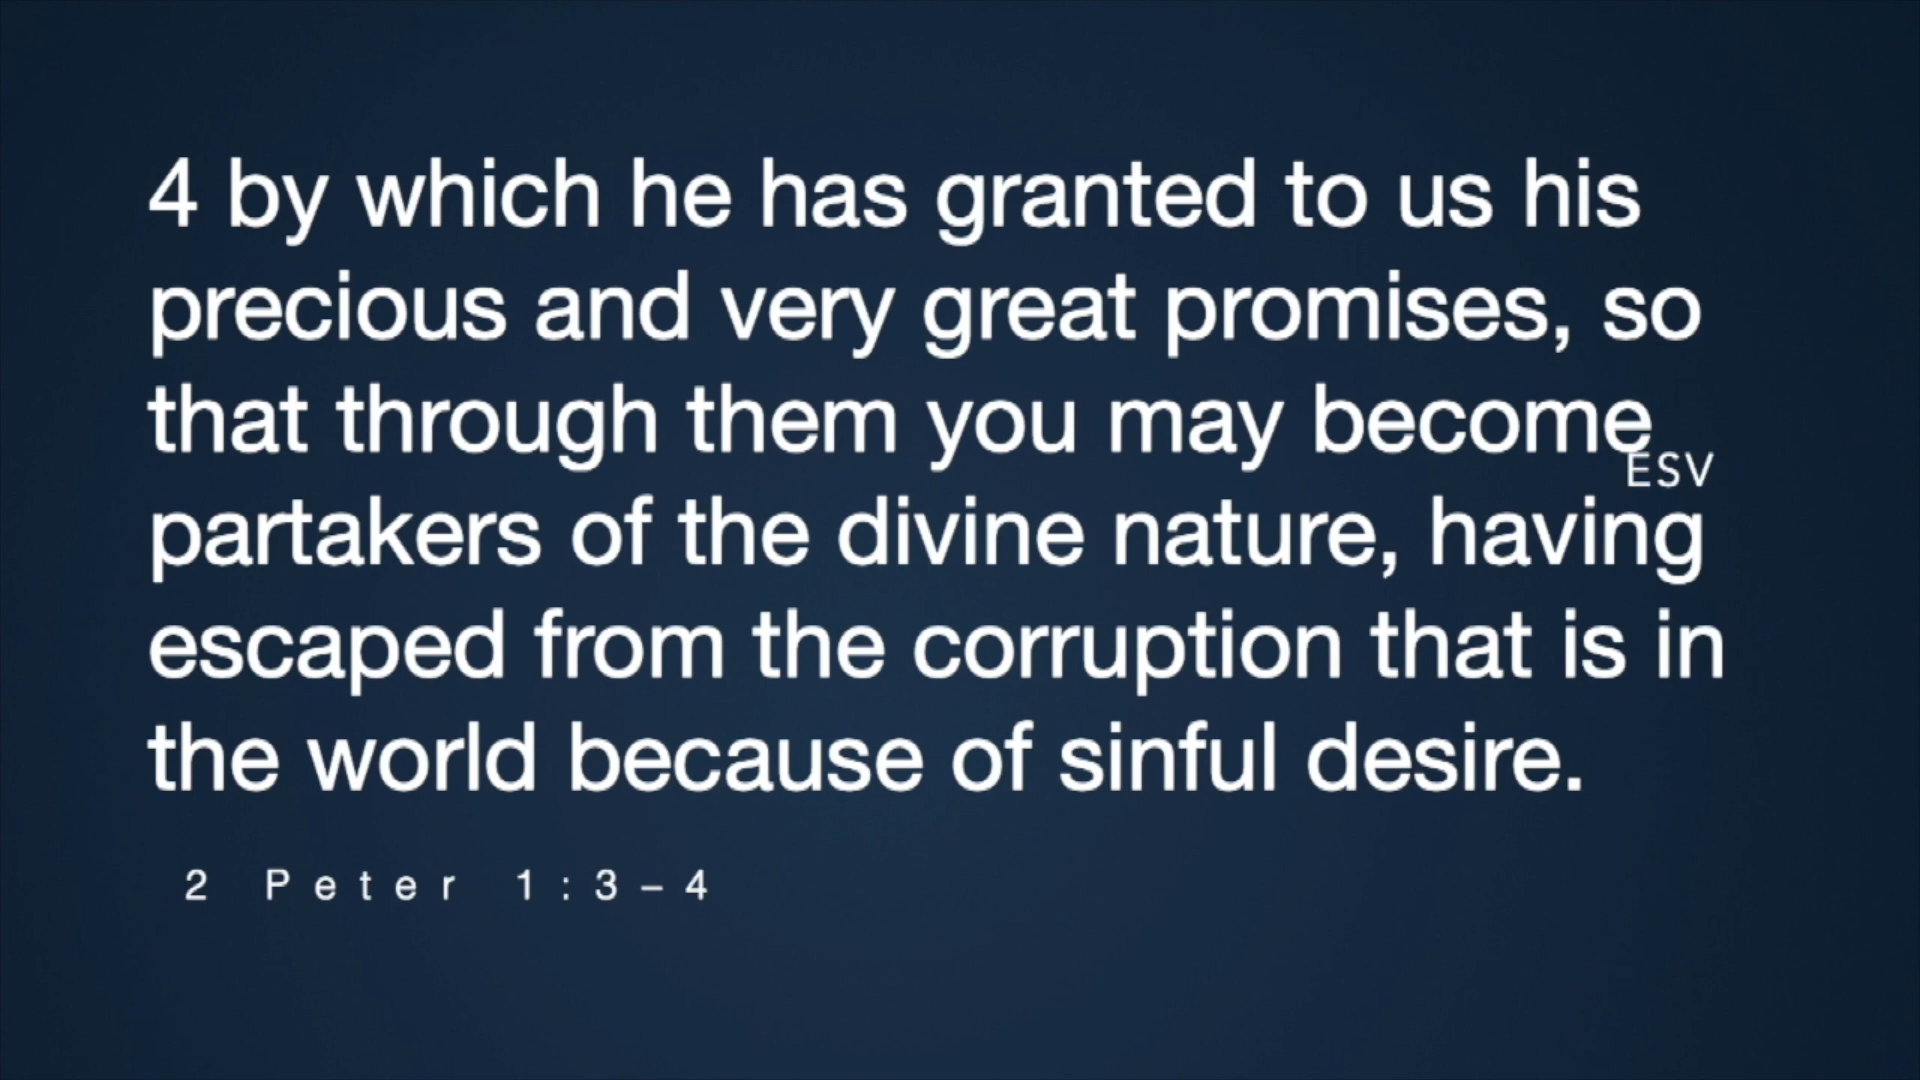 4 by which he has granted to us his
precious and very great promises, so
that through them you may become
ESV
partakers of the divine nature, having
escaped from the corruption that is in
the world because of sinful desire.
2 Peter 1:3–4